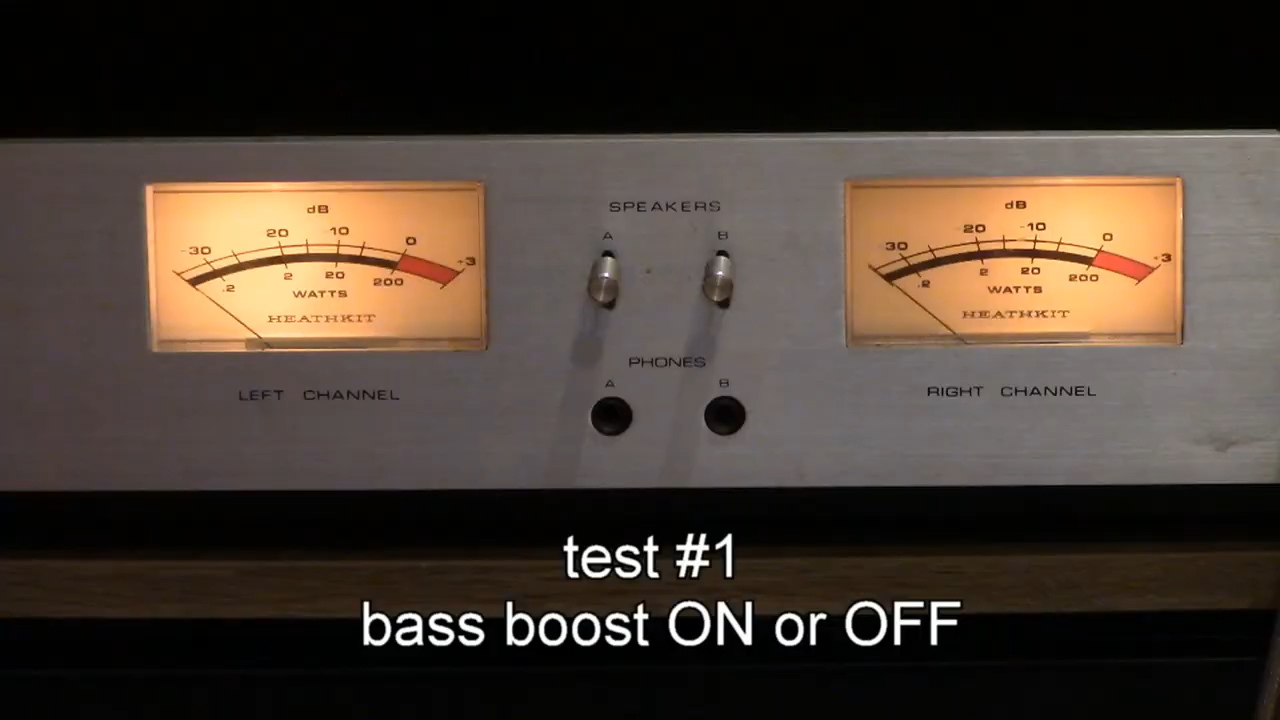 dB
-30 20 -10 0 +3
.2 2 20 200
WATTS
HEATHKIT
LEFT CHANNEL
SPEAKERS
A B
PHONES
A B
dB
-30 -20 -10 0 +3
.2 2 20 200
WATTS
HEATHKIT
RIGHT CHANNEL
test #1
bass boost ON or OFF